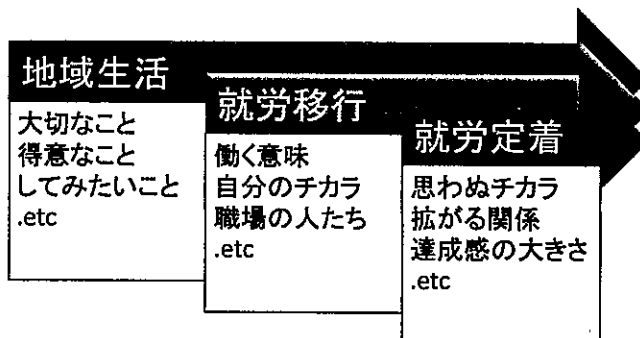 地域生活
大切なこと
得意なこと
してみたいこと
.etc
就労移行
働く意味
自分のチカラ
職場の人たち
.etc
就労定着
思わぬチカラ
拡がる関係
達成感の大きさ
.etc